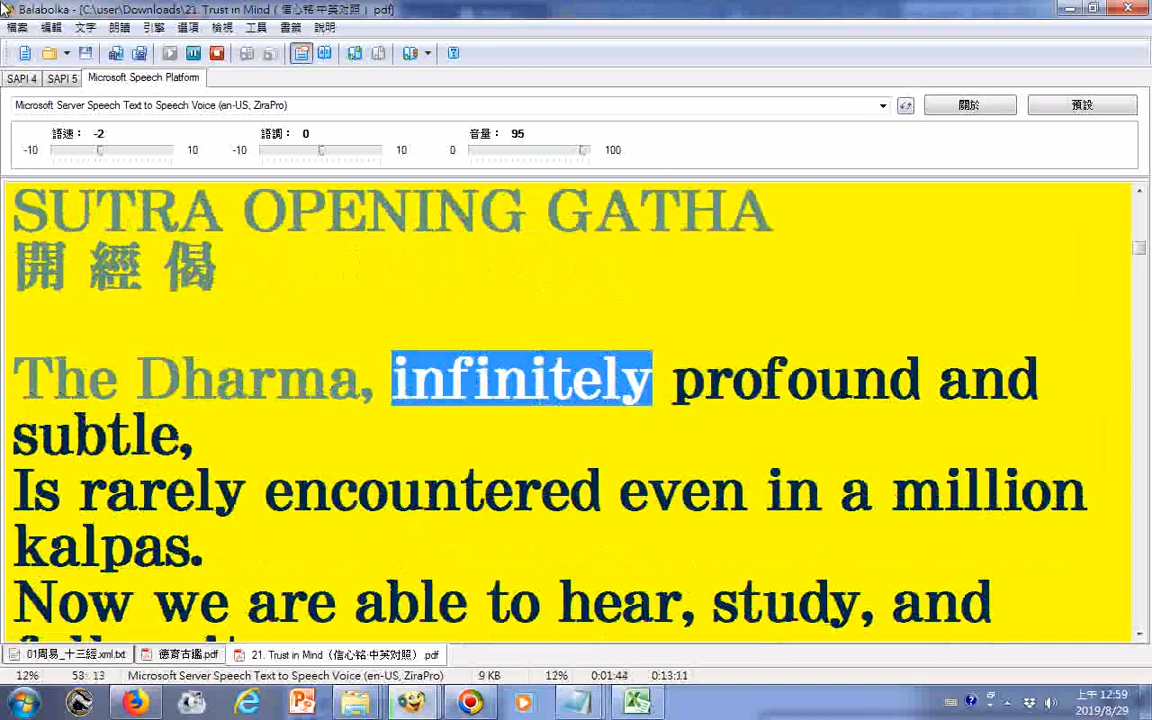 Balabolka - [C:\user\Downloads\21. Trust in Mind（信心铭·中英对照）.pdf]
檔案 編輯 文字 朗讀 引擎 選項 檢視 工具 書籤 說明
SAPI 4 SAPI 5 Microsoft Speech Platform
Microsoft Server Speech Text to Speech Voice (en-US, ZiraPro) 關於 預設
語速： -2 語調： 0 音量： 95
-10 10 -10 10 0 100
SUTRA OPENING GATHA
開 經 偈
The Dharma, infinitely profound and
subtle,
Is rarely encountered even in a million
kalpas.
Now we are able to hear, study, and
01周易_十三經.xml.txt 德育古鑑.pdf 21. Trust in Mind（信心铭·中英对照）.pdf
12% 53: 13 Microsoft Server Speech Text to Speech Voice (en-US, ZiraPro) 9 KB 12% 0:01:44 0:13:11
上午 12:59
2019/8/29